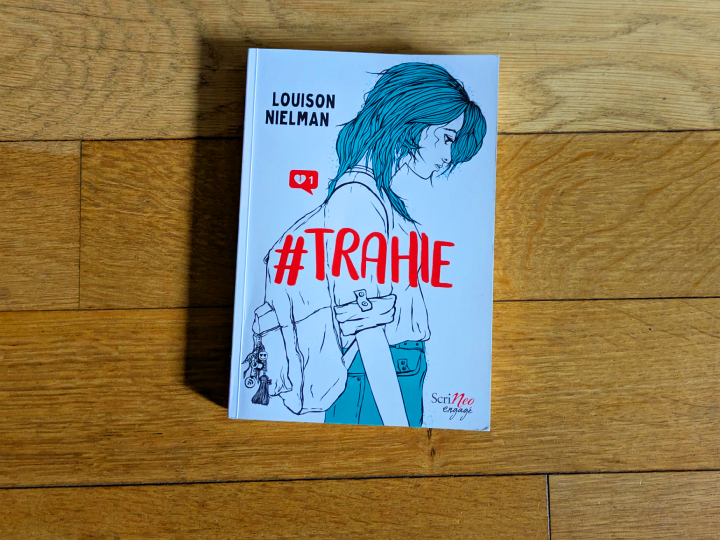 LOUISON
NIELMAN
1
#TRAHIE
ScriNeo
engagé